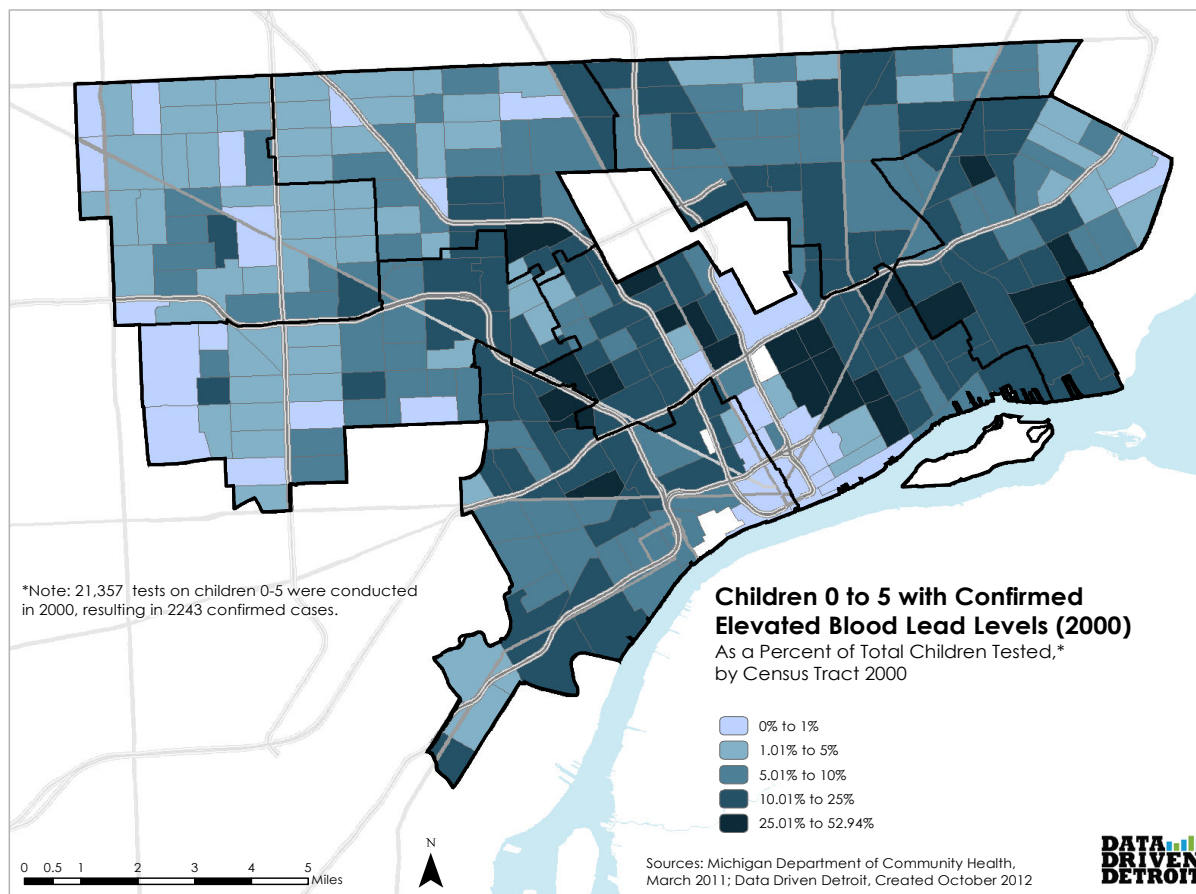 *Note: 21,357 tests on children 0-5 were conducted
in 2000, resulting in 2243 confirmed cases.
Children 0 to 5 with Confirmed
Elevated Blood Lead Levels (2000)
As a Percent of Total Children Tested,*
by Census Tract 2000
0% to 1%
1.01% to 5%
5.01% to 10%
10.01% to 25%
25.01% to 52.94%
0 0.5 1 2 3 4 5
Miles
N
Sources: Michigan Department of Community Health,
March 2011; Data Driven Detroit, Created October 2012
DATA
DRIVEN
DETROIT